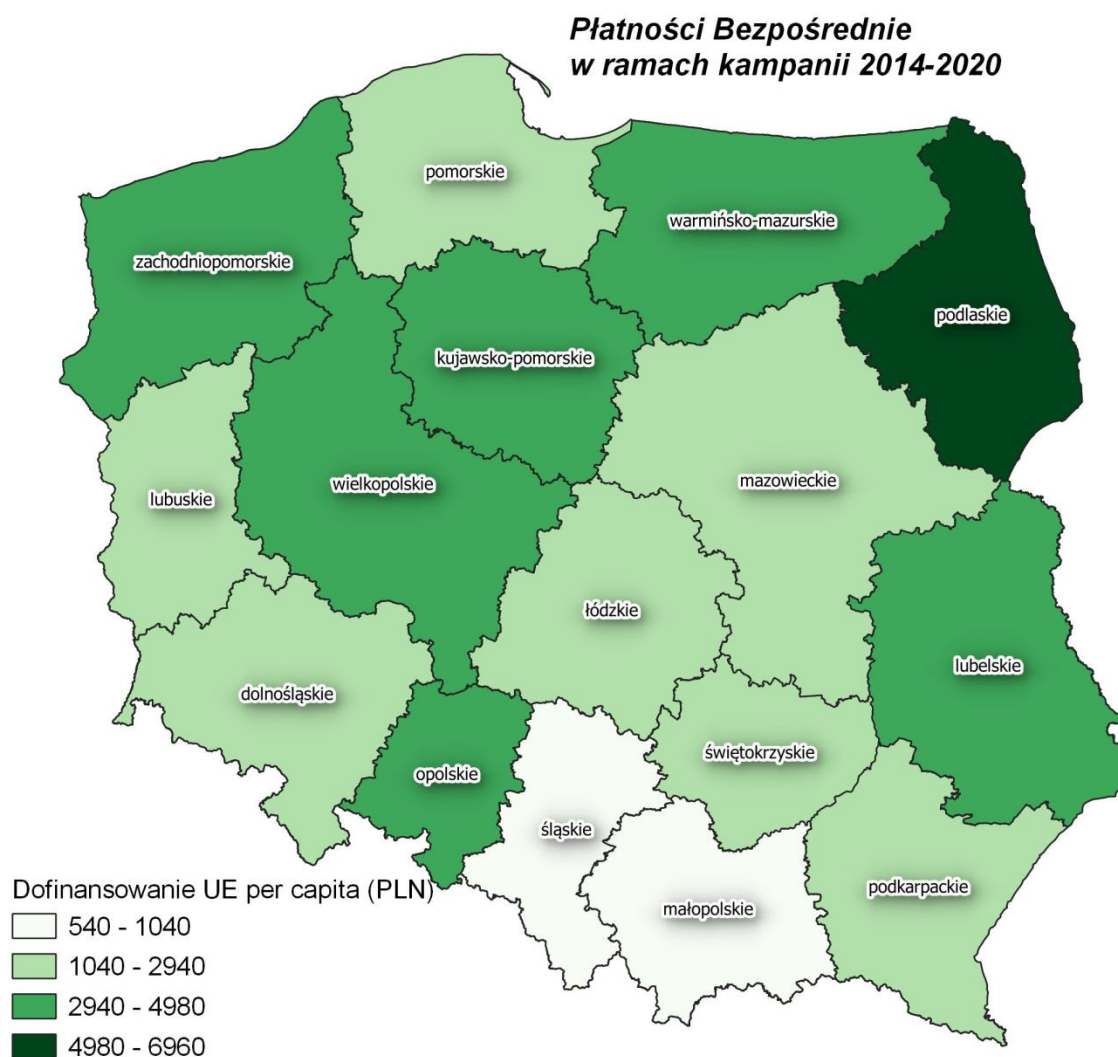 Płatności Bezpośrednie
w ramach kampanii 2014-2020
pomorskie
warmińsko-mazurskie
zachodniopomorskie
podlaskie
kujawsko-pomorskie
wielkopolskie
mazowieckie
lubuskie
łódzkie
lubelskie
dolnośląskie
świętokrzyskie
opolskie
śląskie
podkarpackie
małopolskie
Dofinansowanie UE per capita (PLN)
540 - 1040
1040 - 2940
2940 - 4980
4980 - 6960